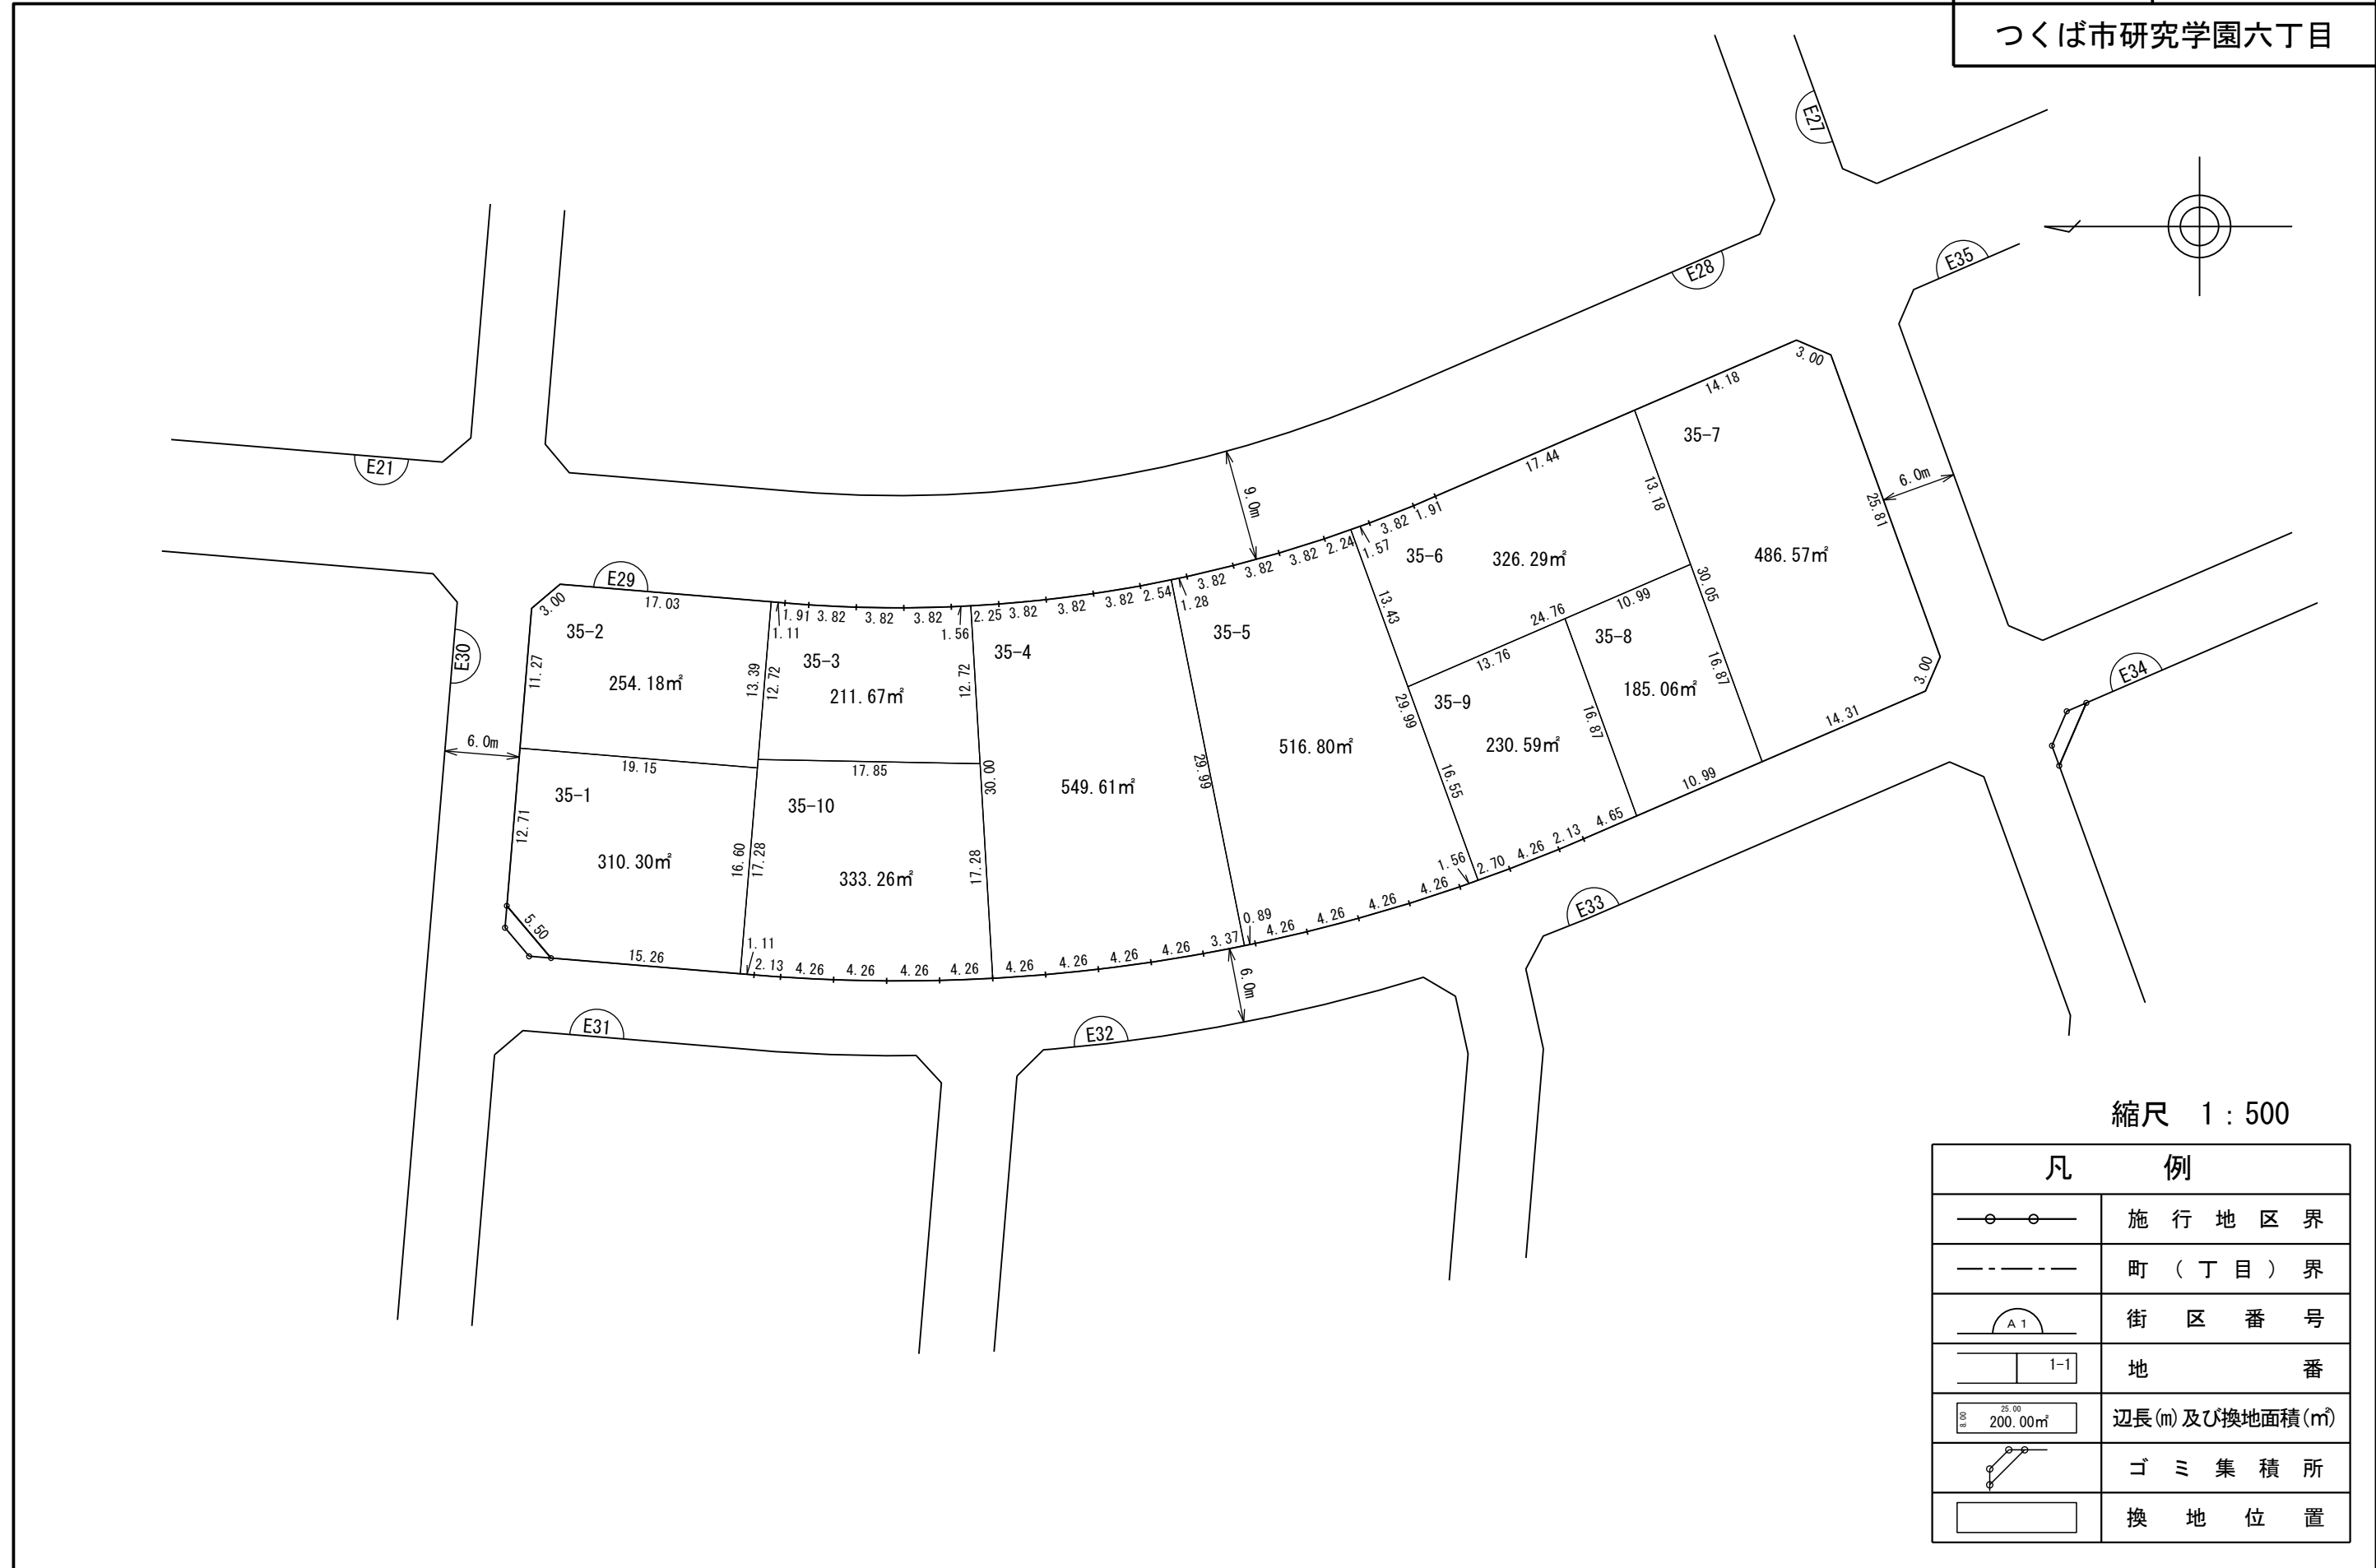 つくば市研究学園六丁目
E27
E28
E35
E21
9.0m
3.00
14.18
35-7
17.44
13.18
6.0m
25.81
3.82 1.91
1.57
35-6
326.29㎡
486.57㎡
E29
3.00
17.03
1.91 3.82 3.82 3.82
1.11
1.56
2.25 3.82 3.82 3.82 2.54
1.28
3.82 3.82 3.82 2.24
35-2
35-3
35-4
35-5
E30
11.27
254.18㎡
13.39
12.72
211.67㎡
12.72
13.43
24.76
10.99
30.05
35-8
13.76
16.87
3.00
E34
6.0m
19.15
17.85
30.00
29.99
29.99
35-9
185.06㎡
16.87
14.31
516.80㎡
230.59㎡
549.61㎡
35-1
12.71
35-10
16.55
10.99
310.30㎡
16.60
17.28
333.26㎡
17.28
1.56
2.70 4.26 2.13 4.65
E33
5.50
15.26
1.11
2.13 4.26 4.26 4.26 4.26
4.26 4.26 4.26 4.26 3.37
0.89
4.26 4.26 4.26 4.26
6.0m
E31
E32
縮尺 1:500
凡 例
施行地区界
町(丁目)界
A1
街区番号
1-1
地番
25.00
8.00
200.00㎡
辺長(m)及び換地面積(㎡)
ゴミ集積所
換地位置